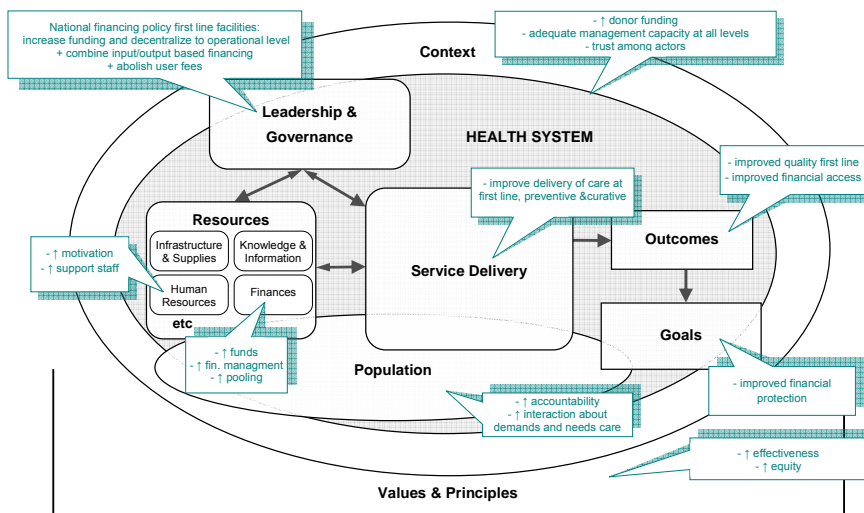 National financing policy first line facilities:
increase funding and decentralize to operational level
+ combine input/output based financing
+ abolish user fees
- ↑ donor funding
- adequate management capacity at all levels
- trust among actors
Context
Leadership &
Governance
HEALTH SYSTEM
- improved quality first line
- improved financial access
- improve delivery of care at
first line, preventive &curative
Resources
Infrastructure
& Supplies
Knowledge &
Information
Human
Resources
Finances
etc
- ↑ motivation
- ↑ support staff
Service Delivery
Outcomes
Goals
- ↑ funds
- ↑ fin. managment
- ↑ pooling
Population
- ↑ accountability
- ↑ interaction about
demands and needs care
- improved financial
protection
- ↑ effectiveness
- ↑ equity
Values & Principles